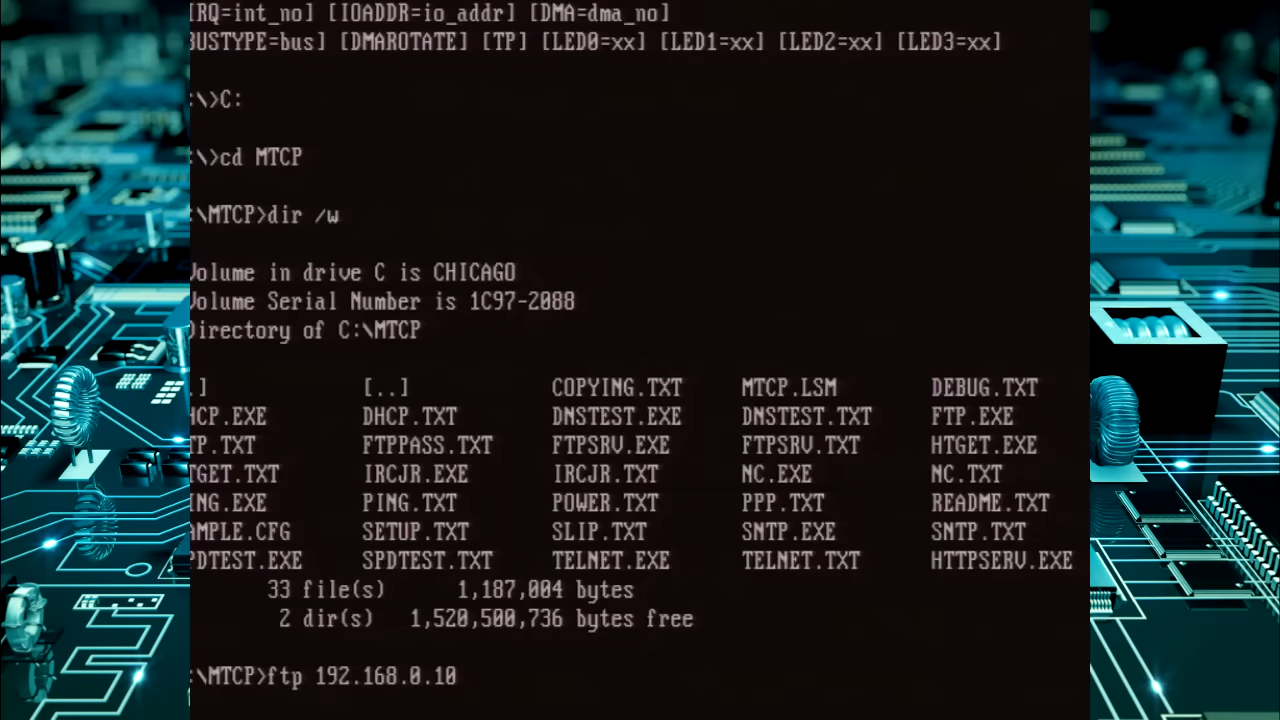 [RQ=int_no] [IOADDR=io_addr] [DMA=dma_no]
BUSTYPE=bus] [DMAROTATE] [TP] [LED0=xx] [LED1=xx] [LED2=xx] [LED3=xx]
:\>C:
:\>cd MTCP
:\MTCP>dir /w
Volume in drive C is CHICAGO
Volume Serial Number is 1C97-2088
Directory of C:\MTCP
.] [..] COPYING.TXT MTCP.LSM DEBUG.TXT
HCP.EXE DHCP.TXT DNSTEST.EXE DNSTEST.TXT FTP.EXE
TP.TXT FTPPASS.TXT FTPSRV.EXE FTPSRV.TXT HTGET.EXE
TGET.TXT IRCJR.EXE IRCJR.TXT NC.EXE NC.TXT
ING.EXE PING.TXT POWER.TXT PPP.TXT README.TXT
AMPLE.CFG SETUP.TXT SLIP.TXT SNTP.EXE SNTP.TXT
PDTEST.EXE SPDTEST.TXT TELNET.EXE TELNET.TXT HTTPSERV.EXE
33 file(s) 1,187,004 bytes
2 dir(s) 1,520,500,736 bytes free
:\MTCP>ftp 192.168.0.10